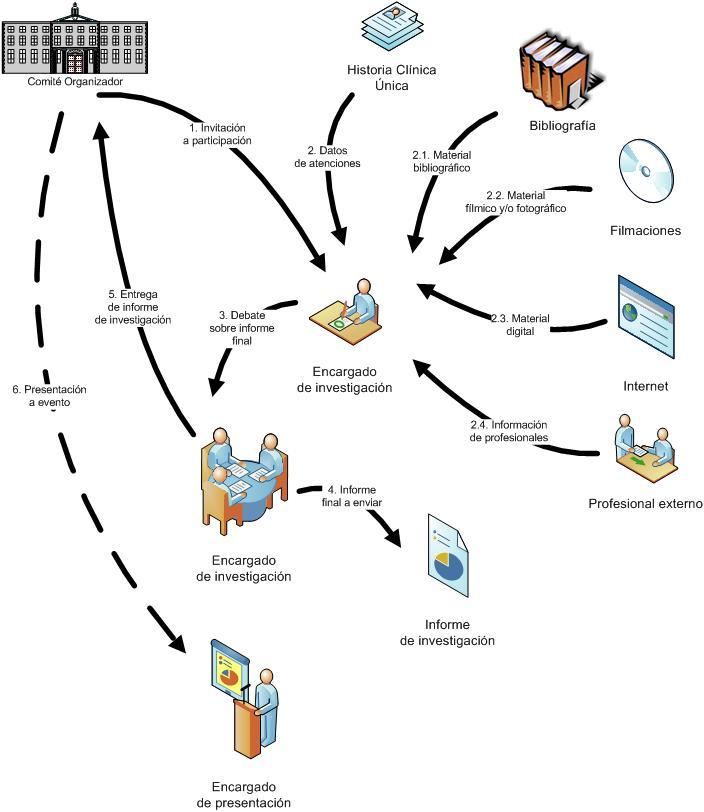 Comité Organizador
Historia Clínica
Única
Bibliografía
1. Invitación
a participación
2. Datos
de atenciones
2.1. Material
bibliográfico
2.2. Material
fílmico y/o fotográfico
Filmaciones
5. Entrega
de informe
de investigación
3. Debate
sobre informe
final
2.3. Material
digital
Encargado
de investigación
Internet
6. Presentación
a evento
2.4. Información
de profesionales
Profesional externo
4. Informe
final a enviar
Encargado
de investigación
Informe
de investigación
Encargado
de presentación